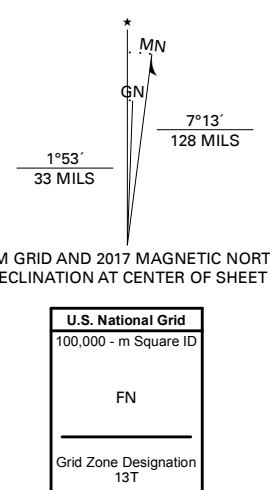 ★
MN
GN
7°13´
128 MILS
1°53´
33 MILS
M GRID AND 2017 MAGNETIC NORT
ECLINATION AT CENTER OF SHEET
U.S. National Grid
100,000 - m Square ID
FN
Grid Zone Designation
13T